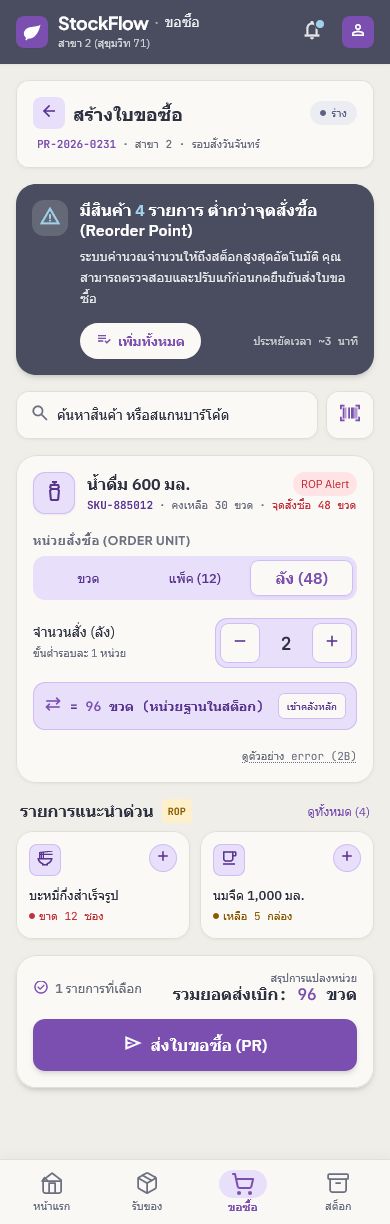 StockFlow · ขอซื้อ
สาขา 2 (สุขุมวิท 71)
สร้างใบขอซื้อ
ร่าง
PR-2026-0231 · สาขา 2 · รอบสั่งวันจันทร์
มีสินค้า 4 รายการ ต่ำกว่าจุดสั่งซื้อ
(Reorder Point)
ระบบคำนวณจำนวนให้ถึงสต็อกสูงสุดอัตโนมัติ คุณ
สามารถตรวจสอบและปรับแก้ก่อนกดยืนยันส่งใบขอ
ซื้อ
เพิ่มทั้งหมด
ประหยัดเวลา ~3 นาที
ค้นหาสินค้า หรือสแกนบาร์โค้ด
น้ำดื่ม 600 มล.
ROP Alert
SKU-885012 · คงเหลือ 30 ขวด · จุดสั่งซื้อ 48 ขวด
หน่วยสั่งซื้อ (ORDER UNIT)
ขวด
แพ็ค (12)
ลัง (48)
จำนวนสั่ง (ลัง)
ขั้นต่ำรอบละ 1 หน่วย
− 2 +
= 96 ขวด (หน่วยฐานในสต็อก)
เข้าคลังหลัก
ดูตัวอย่าง error (2B)
รายการแนะนำด่วน ROP
ดูทั้งหมด (4)
บะหมี่กึ่งสำเร็จรูป
ขาด 12 ซอง
นมจืด 1,000 มล.
เหลือ 5 กล่อง
1 รายการที่เลือก
สรุปการแปลงหน่วย
รวมยอดส่งเบิก: 96 ขวด
ส่งใบขอซื้อ (PR)
หน้าแรก
รับของ
ขอซื้อ
สต็อก